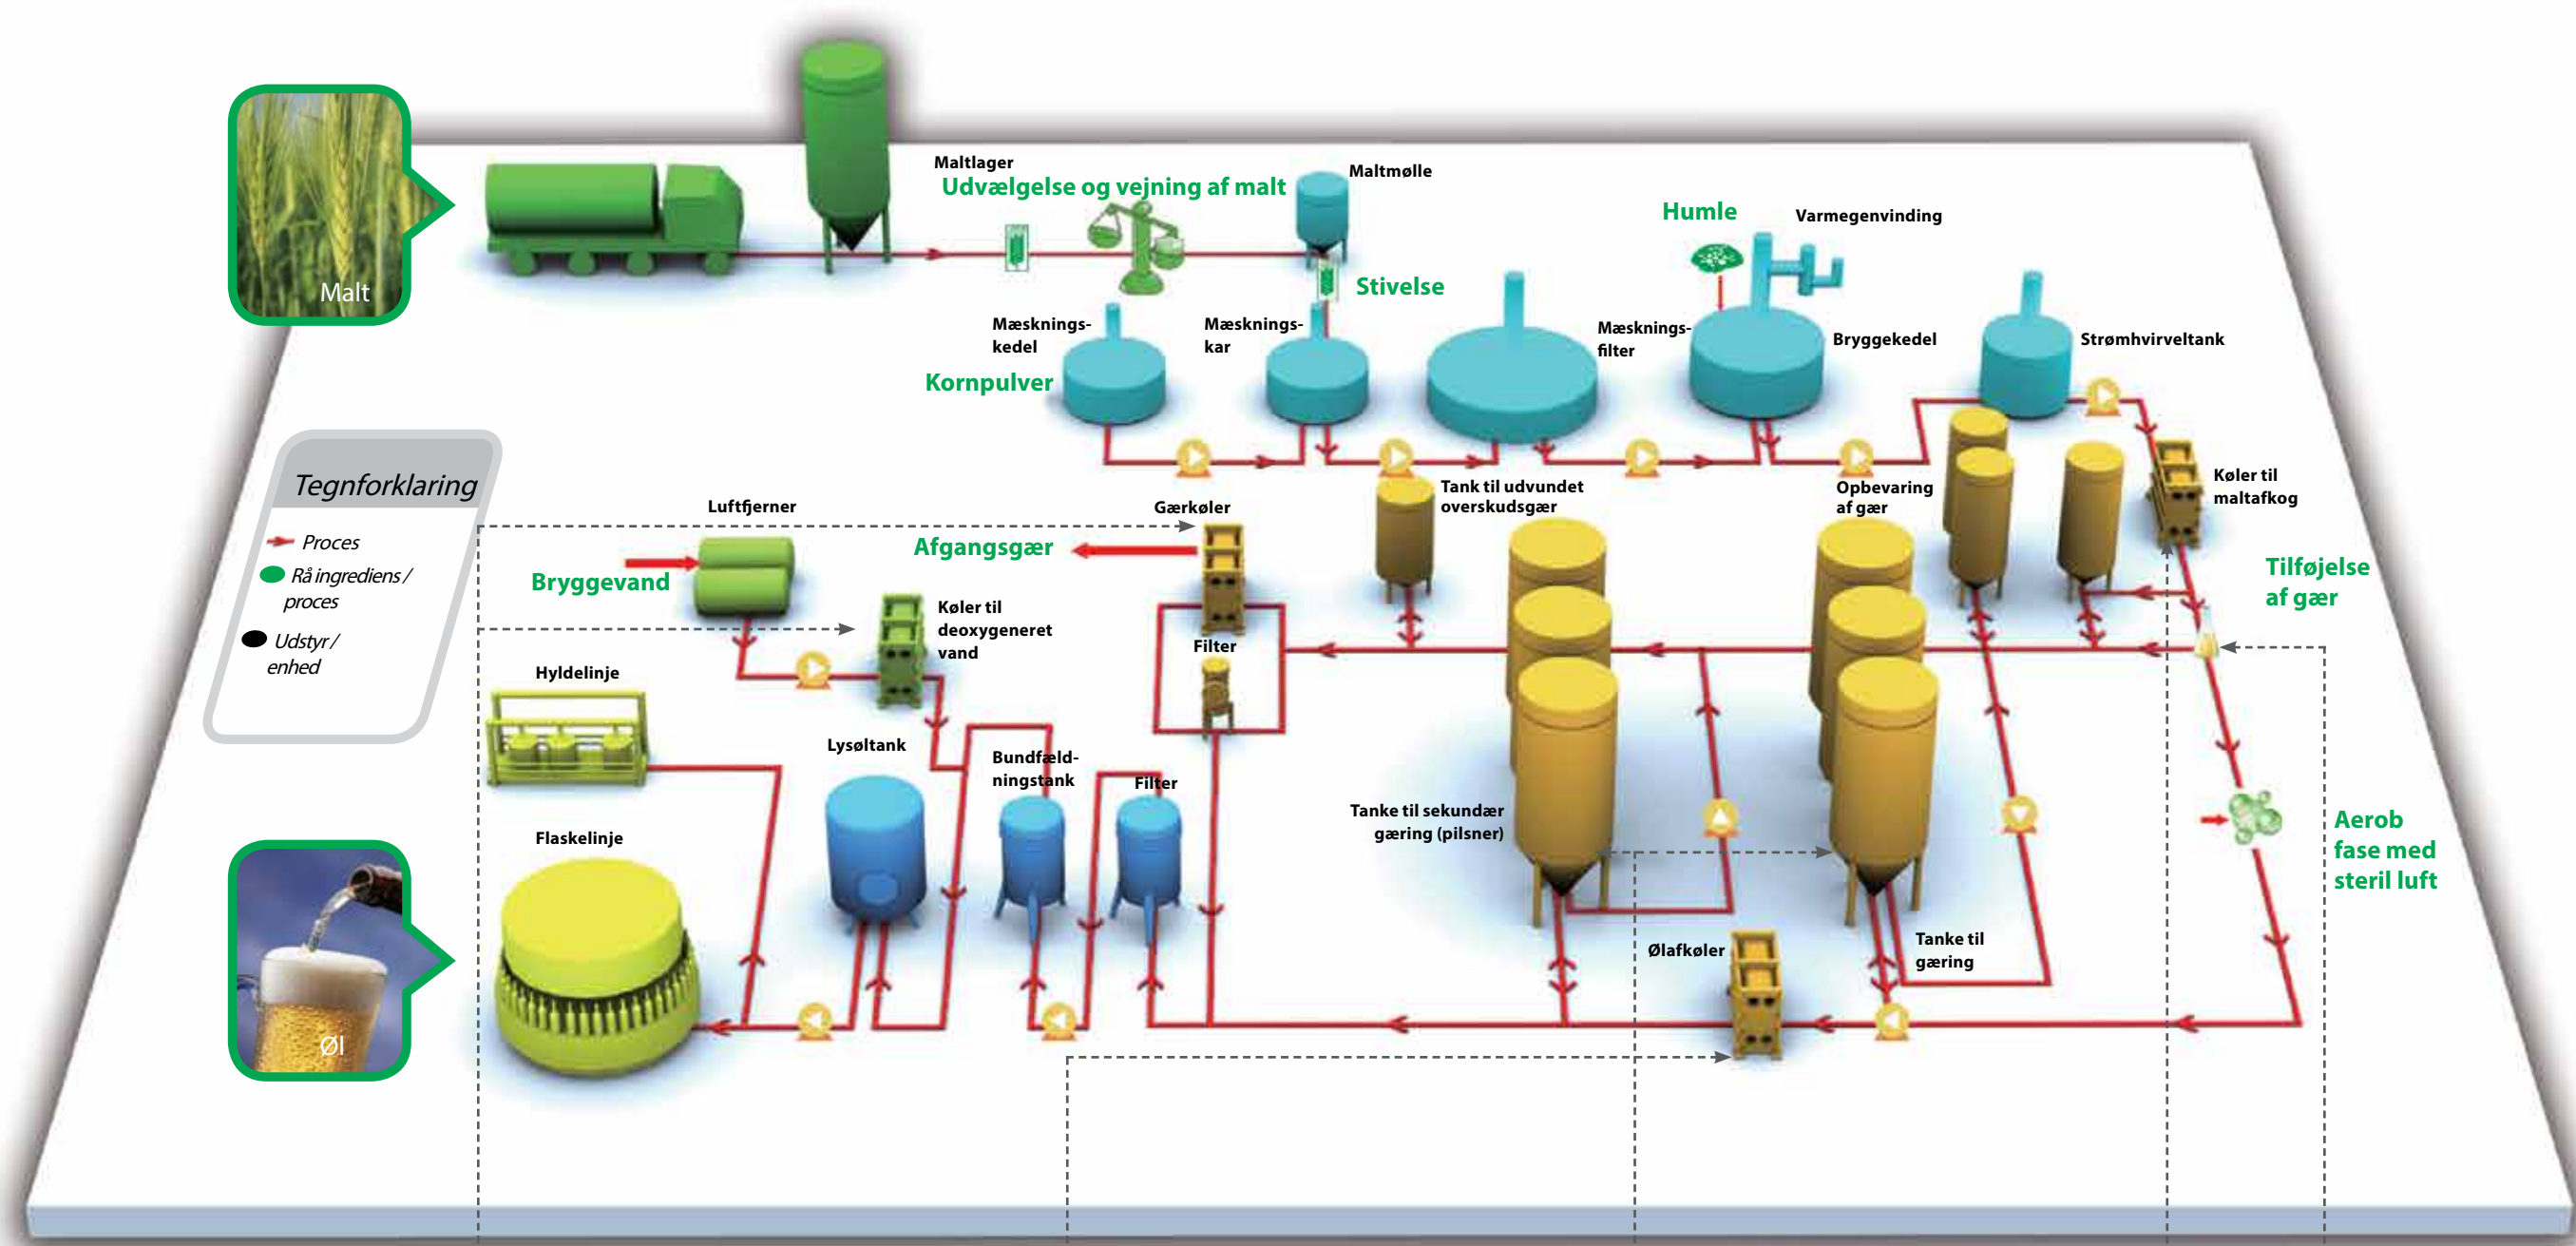 Malt
Maltlager
Udvælgelse og vejning af malt
Maltmølle
Humle
Varmegenvinding
Stivelse
Mæsknings-
kedel
Mæsknings-
kar
Mæsknings-
filter
Bryggekedel
Strømhvirveltank
Kornpulver
Tegnforklaring
Proces
Rå ingrediens /
proces
Udstyr /
enhed
Luftfjerner
Bryggevand
Afgangsgær
Gærkøler
Tank til udvundet
overskudsgær
Opbevaring
af gær
Køler til
maltafkog
Tilføjelse
af gær
Køler til
deoxygeneret
vand
Filter
Hyldelinje
Lysøltank
Bundfæld-
ningstank
Filter
Tanke til sekundær
gæring (pilsner)
Aerob
fase med
steril luft
Flaskelinje
Ølafkøler
Tanke til
gæring
Øl